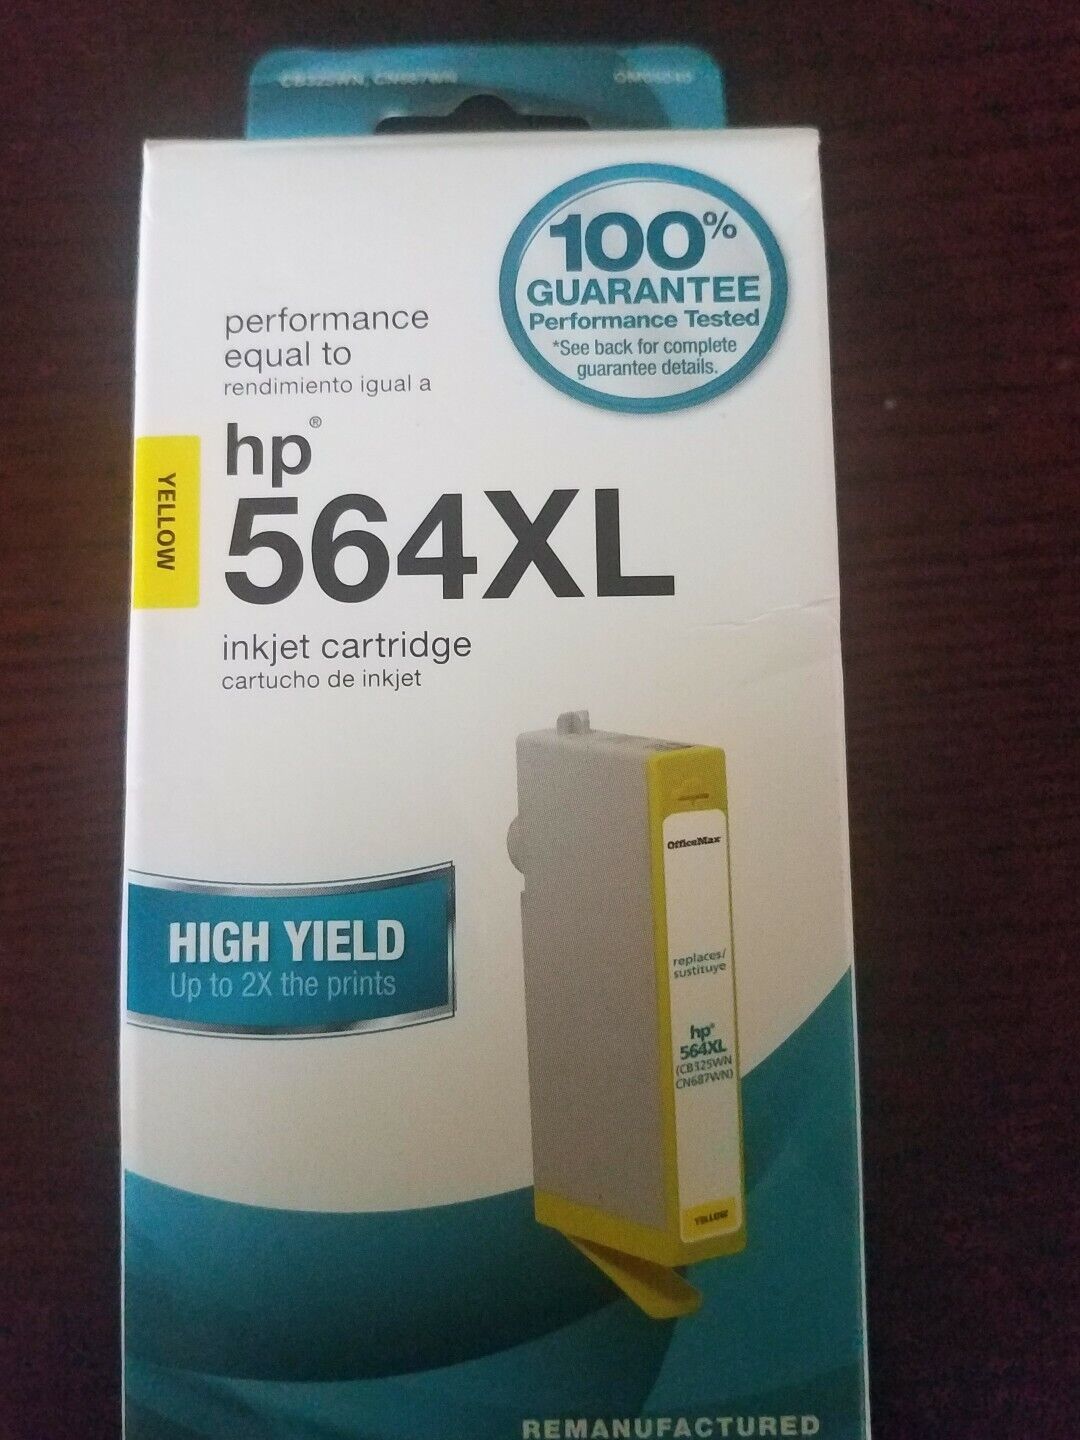 CB325WN, CN687WN
100%
GUARANTEE
Performance Tested
*See back for complete
guarantee details.
performance
equal to
rendimiento igual a
hp®
564XL
YELLOW
inkjet cartridge
cartucho de inkjet
HIGH YIELD
Up to 2X the prints
OfficeMax
replaces/
sustituye
hp®
564XL
(CB325WN
CN687WN)
YELLOW
REMANUFACTURED